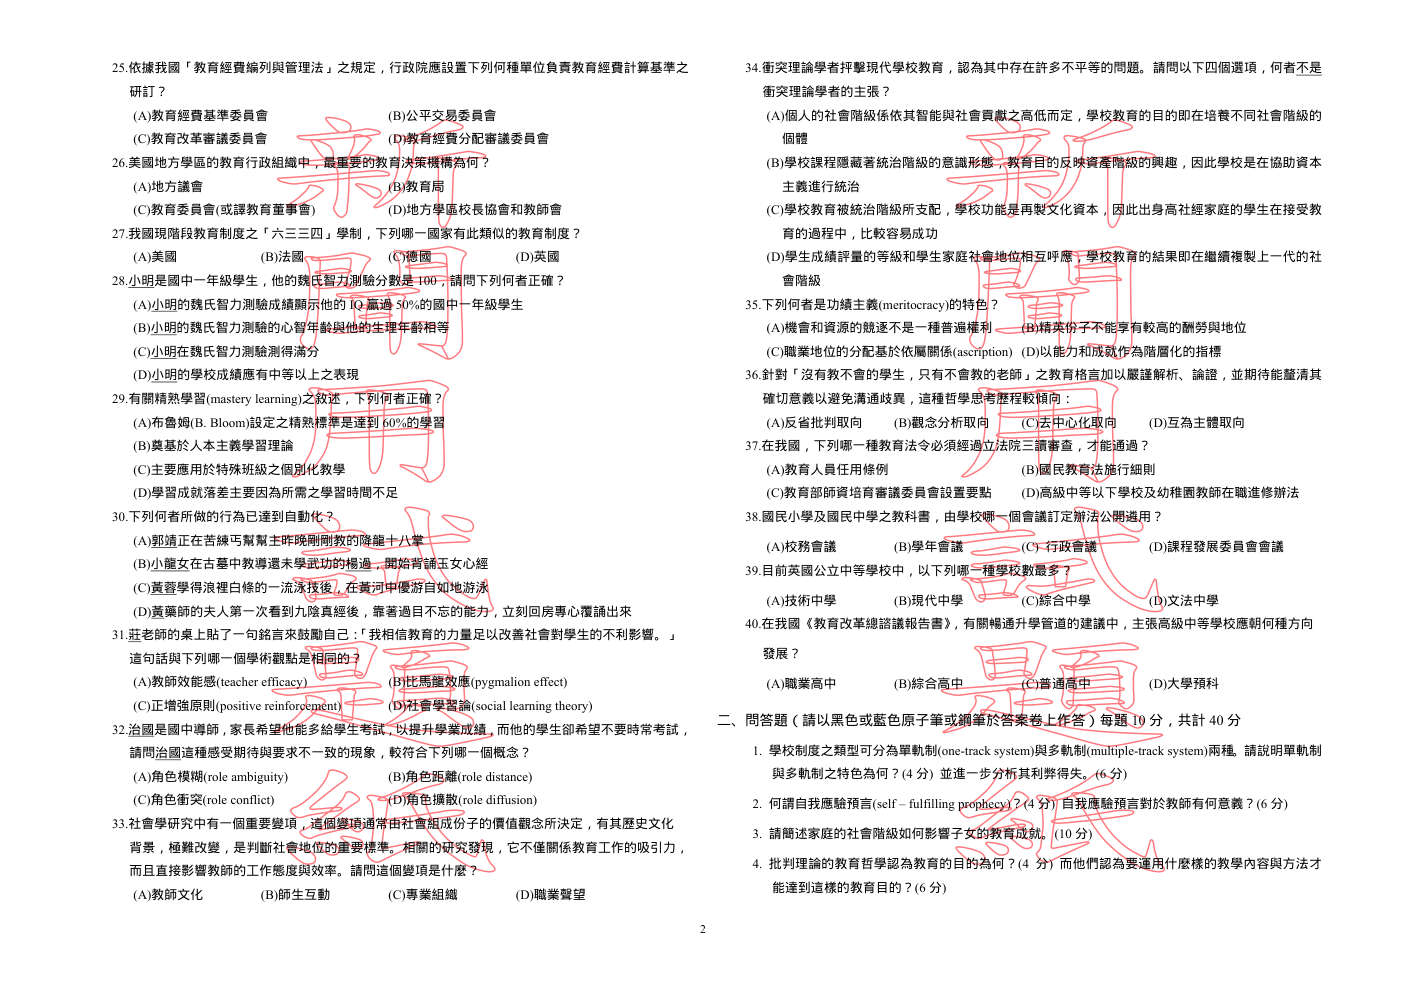 25.依據我國「教育經費編列與管理法」之規定，行政院應設置下列何種單位負責教育經費計算基準之
研訂？
(A)教育經費基準委員會 (B)公平交易委員會
(C)教育改革審議委員會 (D)教育經費分配審議委員會
26.美國地方學區的教育行政組織中，最重要的教育決策機構為何？
(A)地方議會 (B)教育局
(C)教育委員會(或譯教育董事會) (D)地方學區校長協會和教師會
27.我國現階段教育制度之「六三三四」學制，下列哪一國家有此類似的教育制度？
(A)美國 (B)法國 (C)德國 (D)英國
28.小明是國中一年級學生，他的魏氏智力測驗分數是 100，請問下列何者正確？
(A)小明的魏氏智力測驗成績顯示他的 IQ 贏過 50%的國中一年級學生
(B)小明的魏氏智力測驗的心智年齡與他的生理年齡相等
(C)小明在魏氏智力測驗測得滿分
(D)小明的學校成績應有中等以上之表現
29.有關精熟學習(mastery learning)之敘述，下列何者正確？
(A)布魯姆(B. Bloom)設定之精熟標準是達到 60%的學習
(B)奠基於人本主義學習理論
(C)主要應用於特殊班級之個別化教學
(D)學習成就落差主要因為所需之學習時間不足
30.下列何者所做的行為已達到自動化？
(A)郭靖正在苦練丐幫幫主昨晚剛剛教的降龍十八掌
(B)小龍女在古墓中教導還未學武功的楊過，開始背誦玉女心經
(C)黃蓉學得浪裡白條的一流泳技後，在黃河中優游自如地游泳
(D)黃藥師的夫人第一次看到九陰真經後，靠著過目不忘的能力，立刻回房專心覆誦出來
31.莊老師的桌上貼了一句銘言來鼓勵自己：「我相信教育的力量足以改善社會對學生的不利影響。」
這句話與下列哪一個學術觀點是相同的？
(A)教師效能感(teacher efficacy) (B)比馬龍效應(pygmalion effect)
(C)正增強原則(positive reinforcement) (D)社會學習論(social learning theory)
32.治國是國中導師，家長希望他能多給學生考試，以提升學業成績，而他的學生卻希望不要時常考試，
請問治國這種感受期待與要求不一致的現象，較符合下列哪一個概念？
(A)角色模糊(role ambiguity) (B)角色距離(role distance)
(C)角色衝突(role conflict) (D)角色擴散(role diffusion)
33.社會學研究中有一個重要變項，這個變項通常由社會組成份子的價值觀念所決定，有其歷史文化
背景，極難改變，是判斷社會地位的重要標準。相關的研究發現，它不僅關係教育工作的吸引力，
而且直接影響教師的工作態度與效率。請問這個變項是什麼？
(A)教師文化 (B)師生互動 (C)專業組織 (D)職業聲望
34.衝突理論學者抨擊現代學校教育，認為其中存在許多不平等的問題。請問以下四個選項，何者不是
衝突理論學者的主張？
(A)個人的社會階級係依其智能與社會貢獻之高低而定，學校教育的目的即在培養不同社會階級的
個體
(B)學校課程隱藏著統治階級的意識形態，教育目的反映資產階級的興趣，因此學校是在協助資本
主義進行統治
(C)學校教育被統治階級所支配，學校功能是再製文化資本，因此出身高社經家庭的學生在接受教
育的過程中，比較容易成功
(D)學生成績評量的等級和學生家庭社會地位相互呼應，學校教育的結果即在繼續複製上一代的社
會階級
35.下列何者是功績主義(meritocracy)的特色？
(A)機會和資源的競逐不是一種普遍權利 (B)精英份子不能享有較高的酬勞與地位
(C)職業地位的分配基於依屬關係(ascription) (D)以能力和成就作為階層化的指標
36.針對「沒有教不會的學生，只有不會教的老師」之教育格言加以嚴謹解析、論證，並期待能釐清其
確切意義以避免溝通歧異，這種哲學思考歷程較傾向：
(A)反省批判取向 (B)觀念分析取向 (C)去中心化取向 (D)互為主體取向
37.在我國，下列哪一種教育法令必須經過立法院三讀審查，才能通過？
(A)教育人員任用條例 (B)國民教育法施行細則
(C)教育部師資培育審議委員會設置要點 (D)高級中等以下學校及幼稚園教師在職進修辦法
38.國民小學及國民中學之教科書，由學校哪一個會議訂定辦法公開遴用？
(A)校務會議 (B)學年會議 (C) 行政會議 (D)課程發展委員會會議
39.目前英國公立中等學校中，以下列哪一種學校數最多？
(A)技術中學 (B)現代中學 (C)綜合中學 (D)文法中學
40.在我國《教育改革總諮議報告書》，有關暢通升學管道的建議中，主張高級中等學校應朝何種方向
發展？
(A)職業高中 (B)綜合高中 (C)普通高中 (D)大學預科
二、問答題（請以黑色或藍色原子筆或鋼筆於答案卷上作答）每題 10 分，共計 40 分
1. 學校制度之類型可分為單軌制(one-track system)與多軌制(multiple-track system)兩種。請說明單軌制
與多軌制之特色為何？(4 分) 並進一步分析其利弊得失。(6 分)
2. 何謂自我應驗預言(self – fulfilling prophecy)？(4 分) 自我應驗預言對於教師有何意義？(6 分)
3. 請簡述家庭的社會階級如何影響子女的教育成就。(10 分)
4. 批判理論的教育哲學認為教育的目的為何？(4 分) 而他們認為要運用什麼樣的教學內容與方法才
能達到這樣的教育目的？(6 分)
2
新聞用試題紙
新聞用試題紙